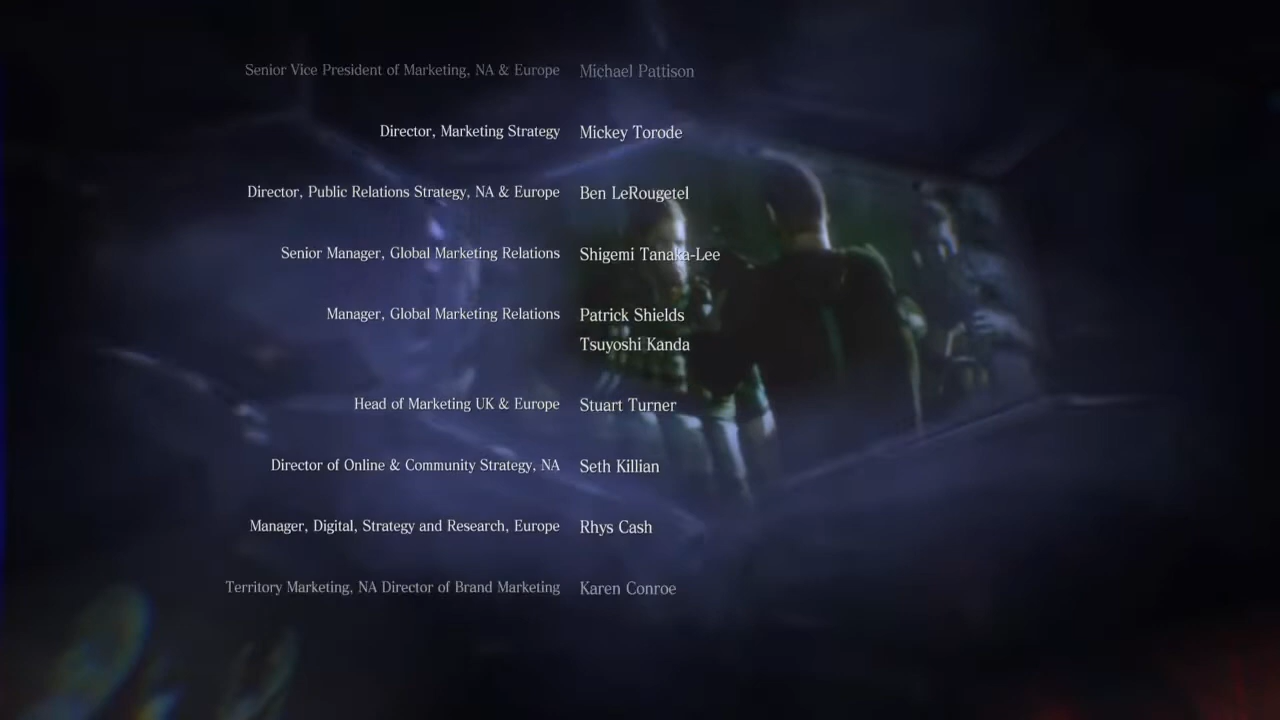 Senior Vice President of Marketing, NA & Europe Michael Pattison
Director, Marketing Strategy Mickey Torode
Director, Public Relations Strategy, NA & Europe Ben LeRougetel
Senior Manager, Global Marketing Relations Shigemi Tanaka-Lee
Manager, Global Marketing Relations Patrick Shields
Tsuyoshi Kanda
Head of Marketing UK & Europe Stuart Turner
Director of Online & Community Strategy, NA Seth Killian
Manager, Digital, Strategy and Research, Europe Rhys Cash
Territory Marketing, NA Director of Brand Marketing Karen Conroe